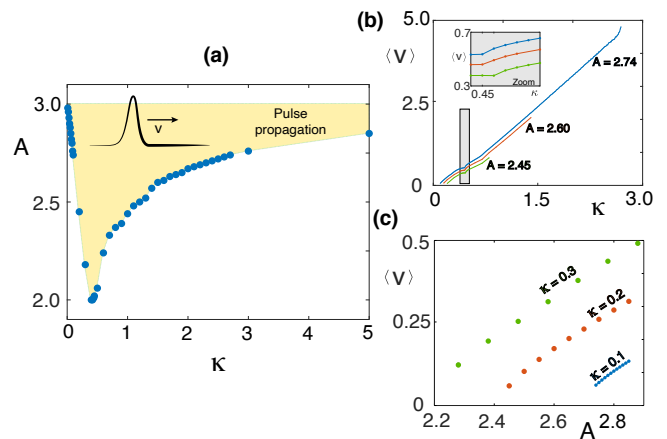 (a)
A
3.0
2.5
2.0
0
1
2
3
4
5
κ
v
Pulse
propagation
(b)
⟨V⟩
5.0
2.5
0
0
1.5
3.0
κ
A = 2.74
A = 2.60
A = 2.45
0.7
⟨V⟩
0.3
0.45
κ
Zoom
(c)
⟨V⟩
0.5
0.25
0
2.2
2.4
2.6
2.8
A
κ = 0.3
κ = 0.2
κ = 0.1